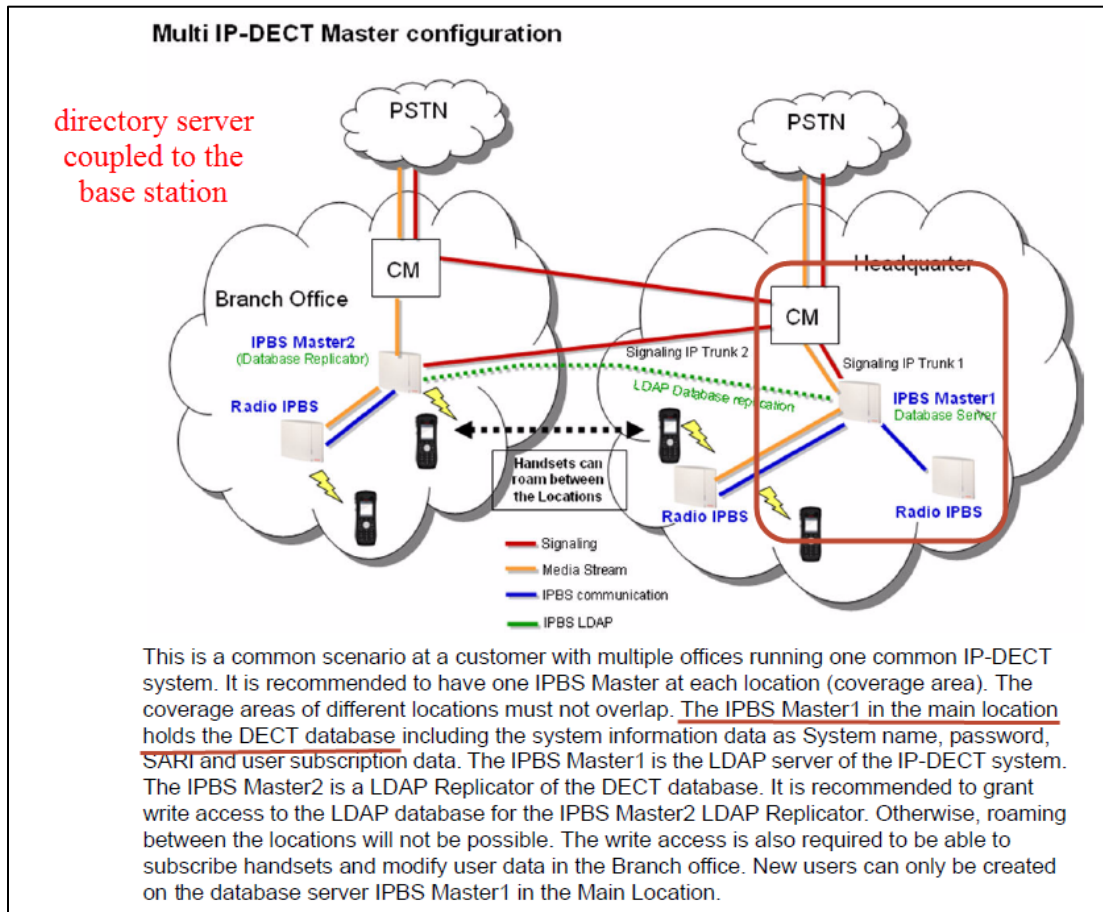 Multi IP-DECT Master configuration
directory server
coupled to the
base station
PSTN
PSTN
CM
Branch Office
IPBS Master2
(Database Replicator)
Radio IPBS
Headquarter
CM
Signaling IP Trunk 2
Signaling IP Trunk 1
LDAP Database replication
IPBS Master1
Database Server
Handsets can
roam between
the Locations
Radio IPBS
Radio IPBS
Signaling
Media Stream
IPBS communication
IPBS LDAP
This is a common scenario at a customer with multiple offices running one common IP-DECT
system. It is recommended to have one IPBS Master at each location (coverage area). The
coverage areas of different locations must not overlap. The IPBS Master1 in the main location
holds the DECT database including the system information data as System name, password,
SARI and user subscription data. The IPBS Master1 is the LDAP server of the IP-DECT system.
The IPBS Master2 is a LDAP Replicator of the DECT database. It is recommended to grant
write access to the LDAP database for the IPBS Master2 LDAP Replicator. Otherwise, roaming
between the locations will not be possible. The write access is also required to be able to
subscribe handsets and modify user data in the Branch office. New users can only be created
on the database server IPBS Master1 in the Main Location.